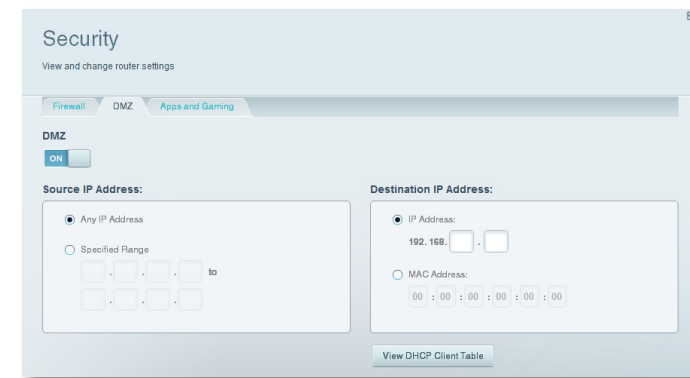 Security
View and change router settings
Firewall DMZ Apps and Gaming
DMZ
ON
Source IP Address:
Any IP Address
Specified Range
. . . to
. . .
Destination IP Address:
IP Address:
192.168. .
MAC Address:
00 : 00 : 00 : 00 : 00 : 00
View DHCP Client Table